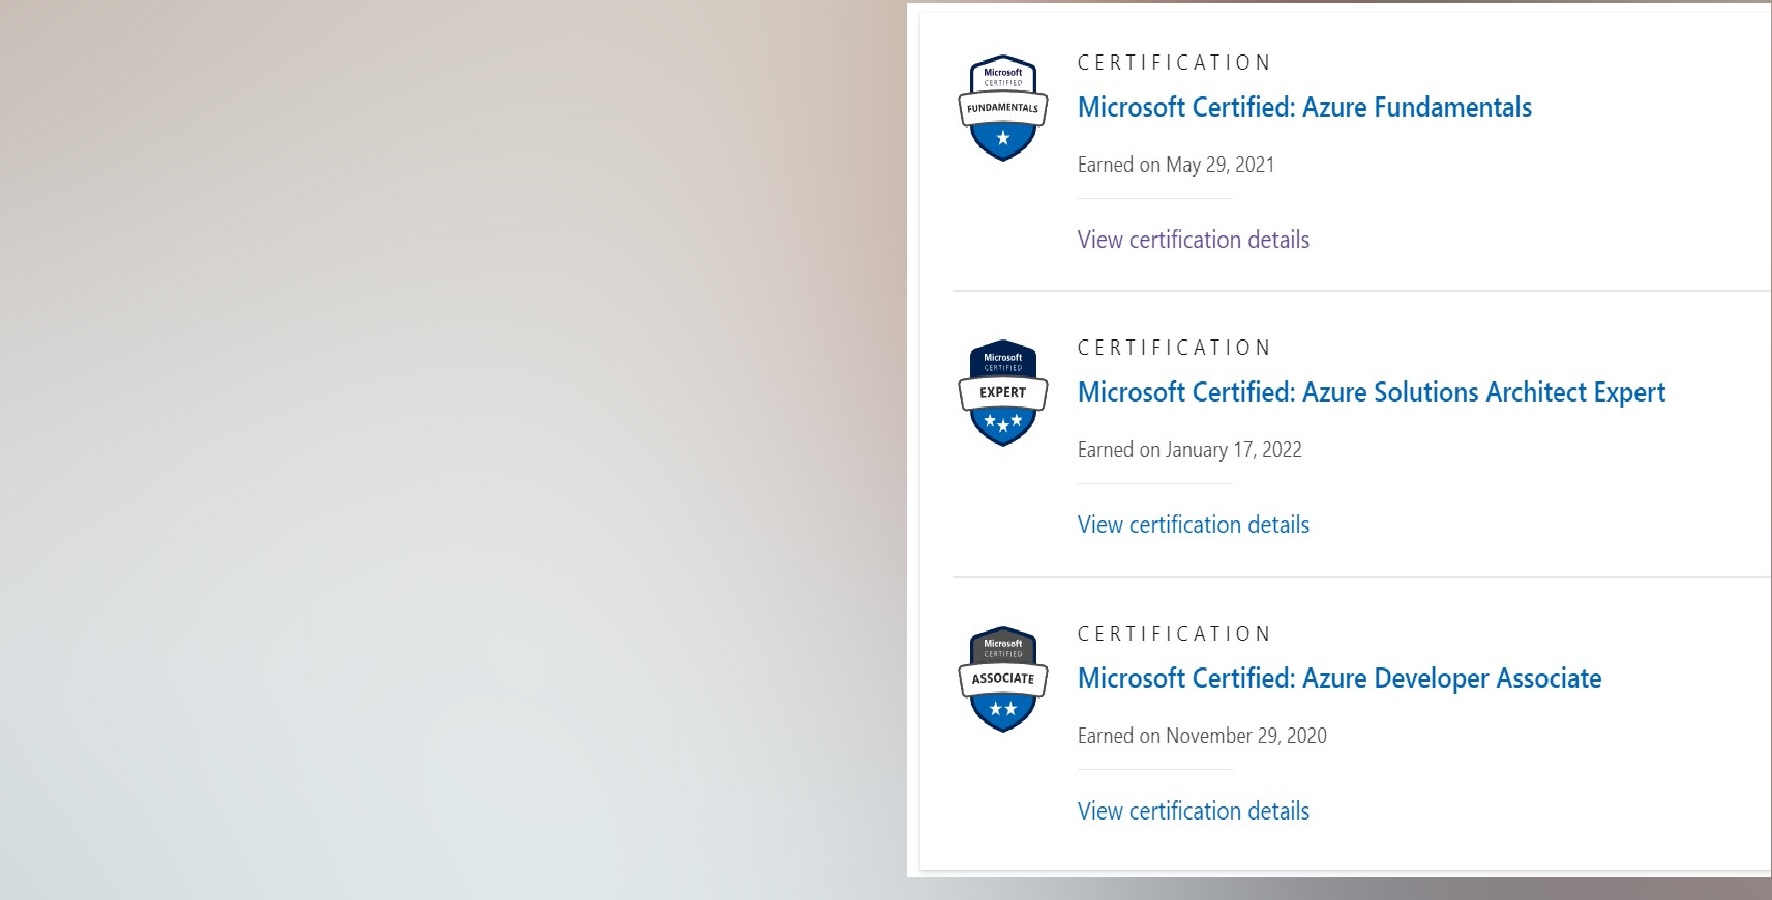 Microsoft
CERTIFIED
FUNDAMENTALS
CERTIFICATION
Microsoft Certified: Azure Fundamentals
Earned on May 29, 2021
View certification details
Microsoft
CERTIFIED
EXPERT
CERTIFICATION
Microsoft Certified: Azure Solutions Architect Expert
Earned on January 17, 2022
View certification details
Microsoft
CERTIFIED
ASSOCIATE
CERTIFICATION
Microsoft Certified: Azure Developer Associate
Earned on November 29, 2020
View certification details